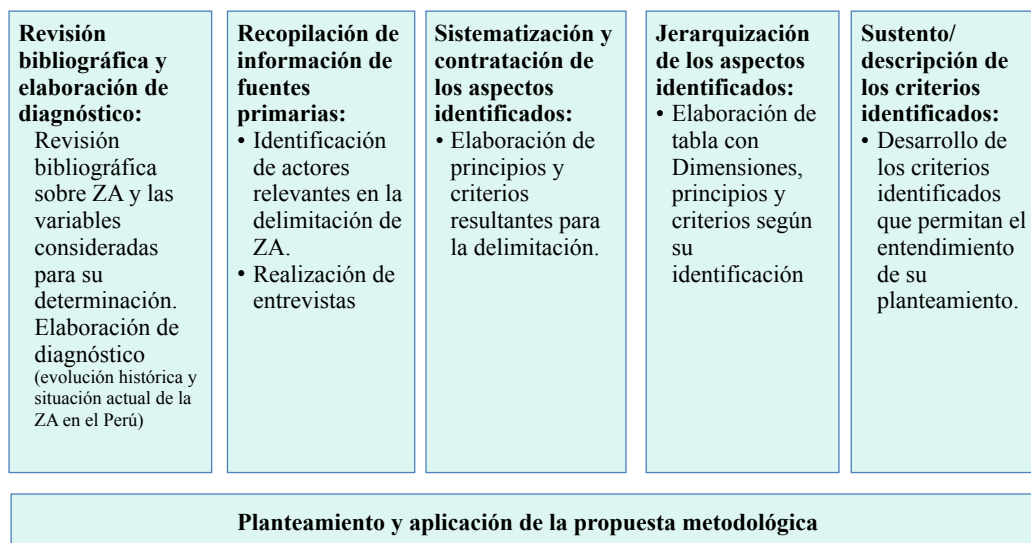 Revisión
bibliográfica y
elaboración de
diagnóstico:
Revisión
bibliográfica
sobre ZA y las
variables
consideradas
para su
determinación.
Elaboración de
diagnóstico
(evolución histórica y
situación actual de la
ZA en el Perú)
Recopilación de
información de
fuentes
primarias:
• Identificación
de actores
relevantes en la
delimitación de
ZA.
• Realización de
entrevistas
Sistematización y
contratación de
los aspectos
identificados:
• Elaboración de
principios y
criterios
resultantes para
la delimitación.
Jerarquización
de los aspectos
identificados:
• Elaboración de
tabla con
Dimensiones,
principios y
criterios según
su
identificación
Sustento/
descripción de
los criterios
identificados:
• Desarrollo de
los criterios
identificados
que permitan el
entendimiento
de su
planteamiento.
Planteamiento y aplicación de la propuesta metodológica